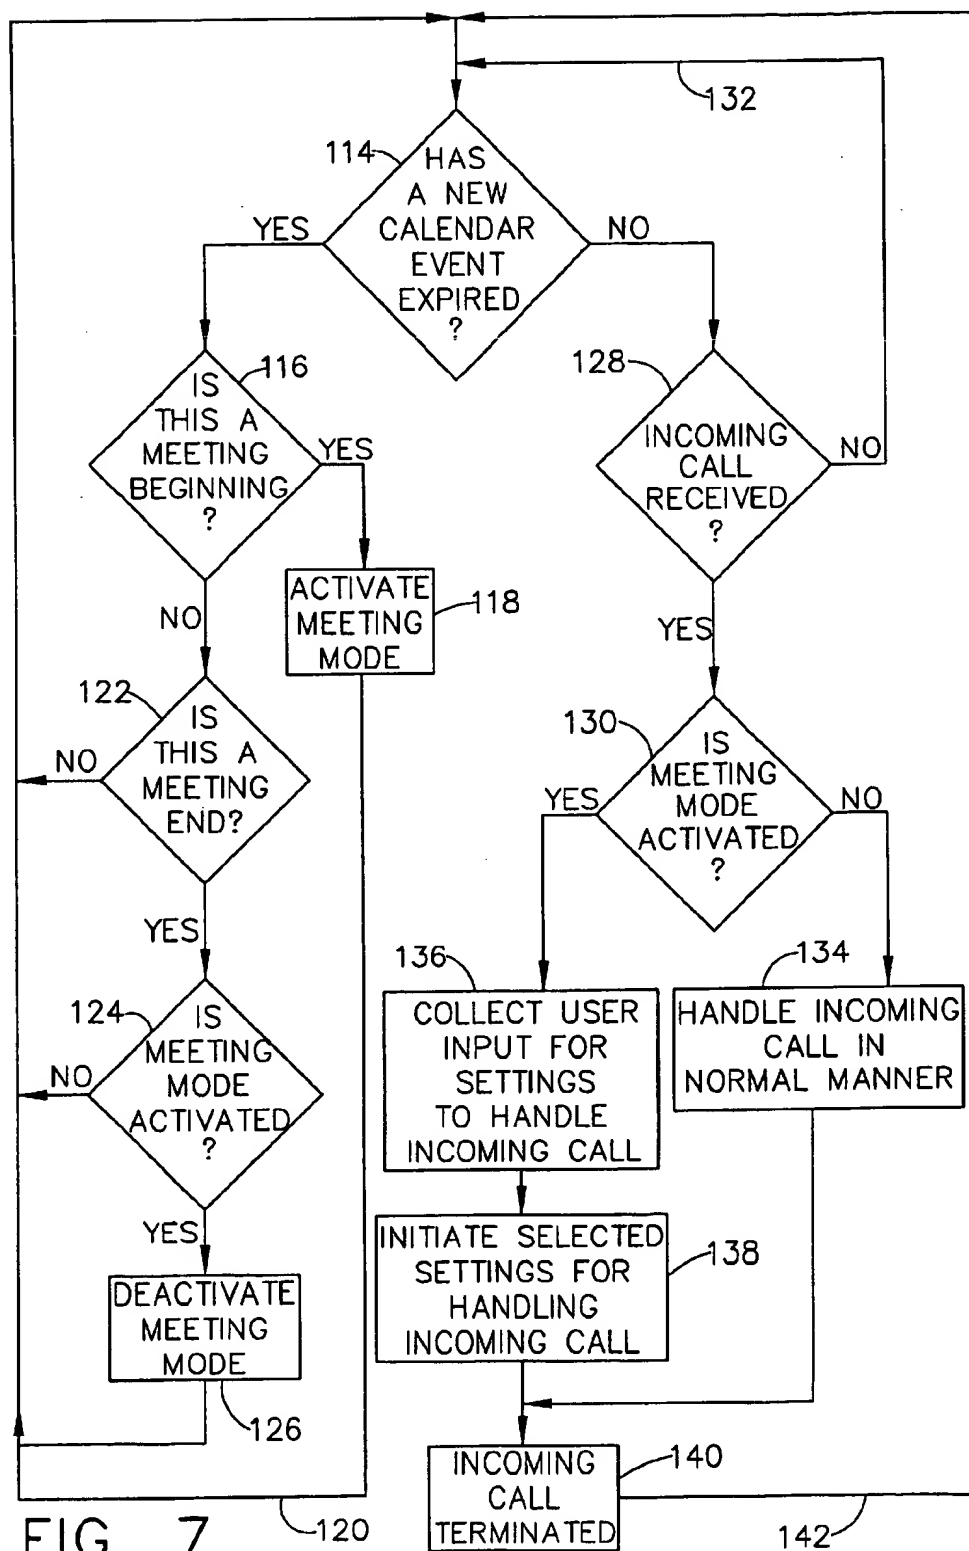 132
114
HAS
A NEW
CALENDAR
EVENT
EXPIRED
?
YES
NO
116
IS
THIS A
MEETING
BEGINNING
?
YES
128
INCOMING
CALL
RECEIVED
?
NO
ACTIVATE
MEETING
MODE
118
NO
YES
122
IS
THIS A
MEETING
END?
NO
130
IS
MEETING
MODE
ACTIVATED
?
YES
NO
YES
124
IS
MEETING
MODE
ACTIVATED
?
NO
136
COLLECT USER
INPUT FOR
SETTINGS
TO HANDLE
INCOMING CALL
134
HANDLE INCOMING
CALL IN
NORMAL MANNER
YES
INITIATE SELECTED
SETTINGS FOR
HANDLING
INCOMING CALL
138
DEACTIVATE
MEETING
MODE
126
INCOMING
CALL
TERMINATED
140
120
142
FIG. 7